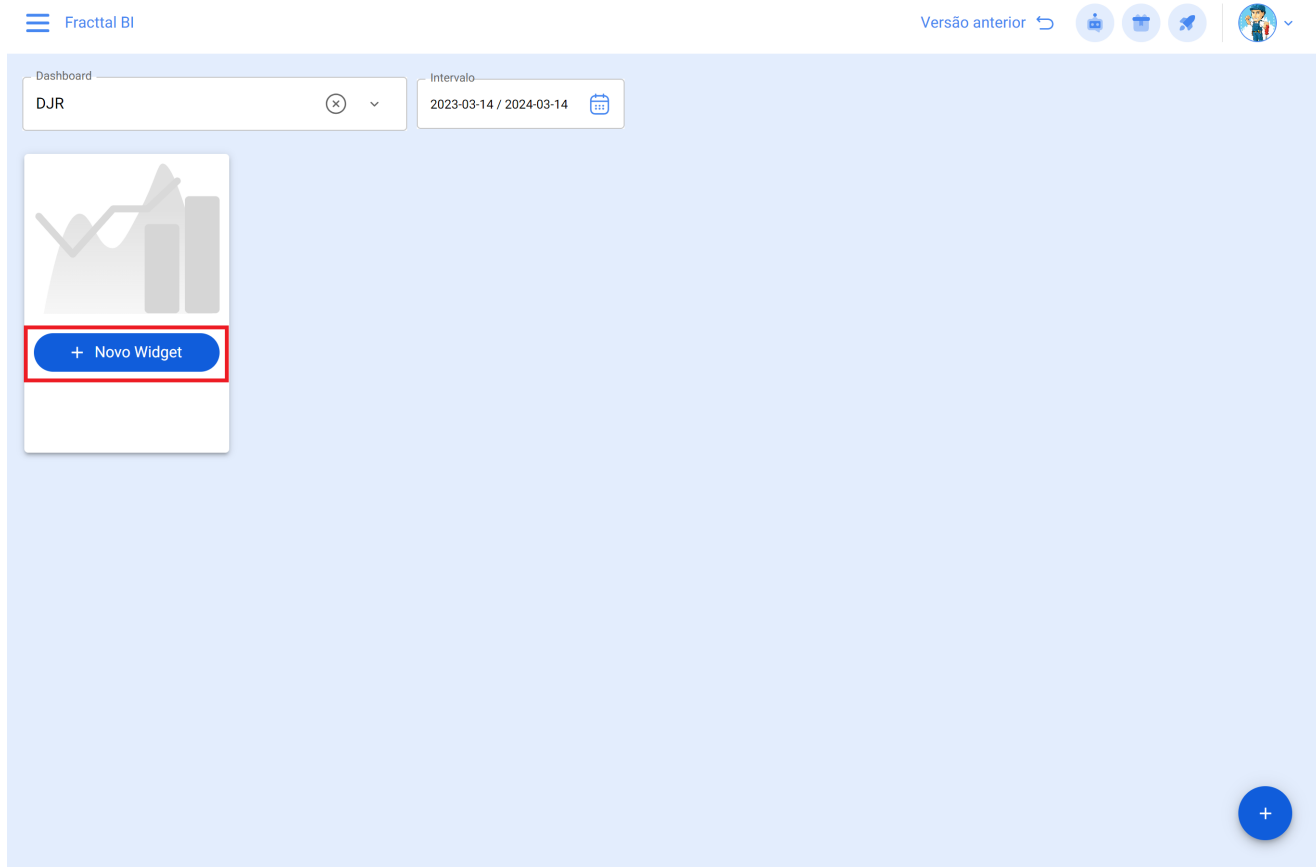 Fracttal BI
Versão anterior
Dashboard
DJR
Intervalo
2023-03-14 / 2024-03-14
+ Novo Widget
+